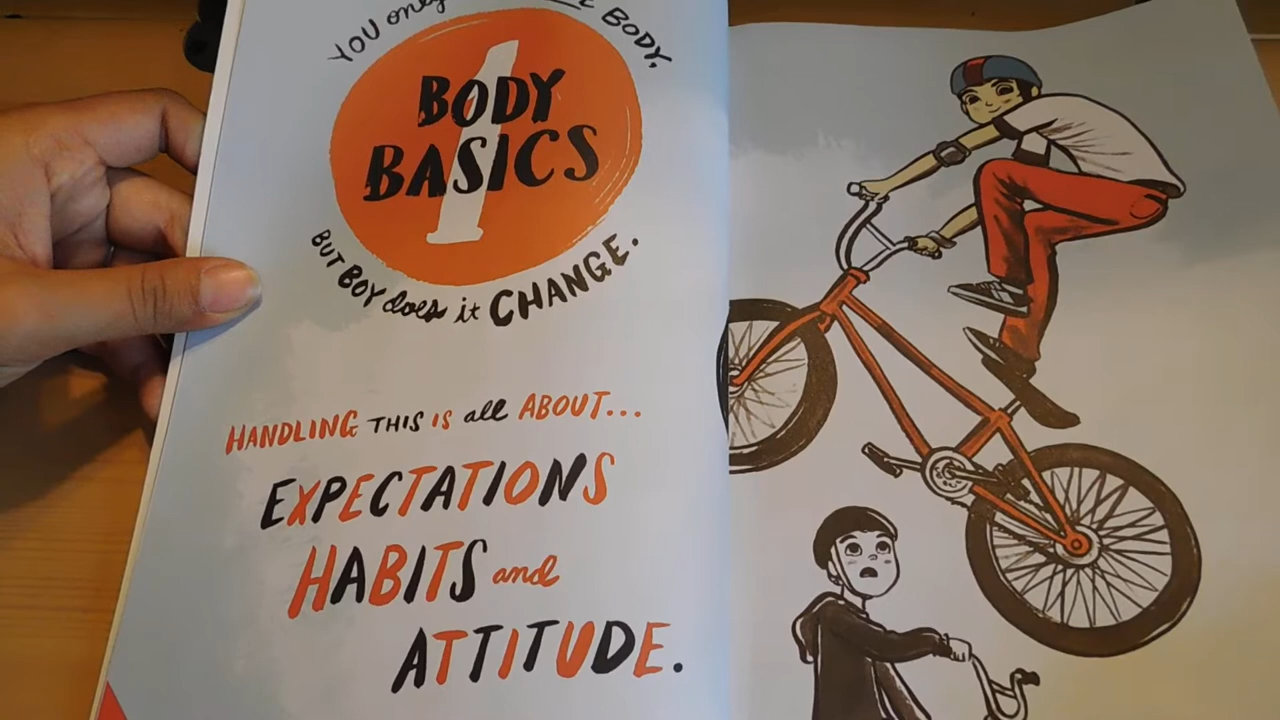 YOU only BODY,
1
BODY
BASICS
BUT BOY does it CHANGE.
HANDLING THIS IS all ABOUT...
EXPECTATIONS
HABITS and
ATTITUDE.